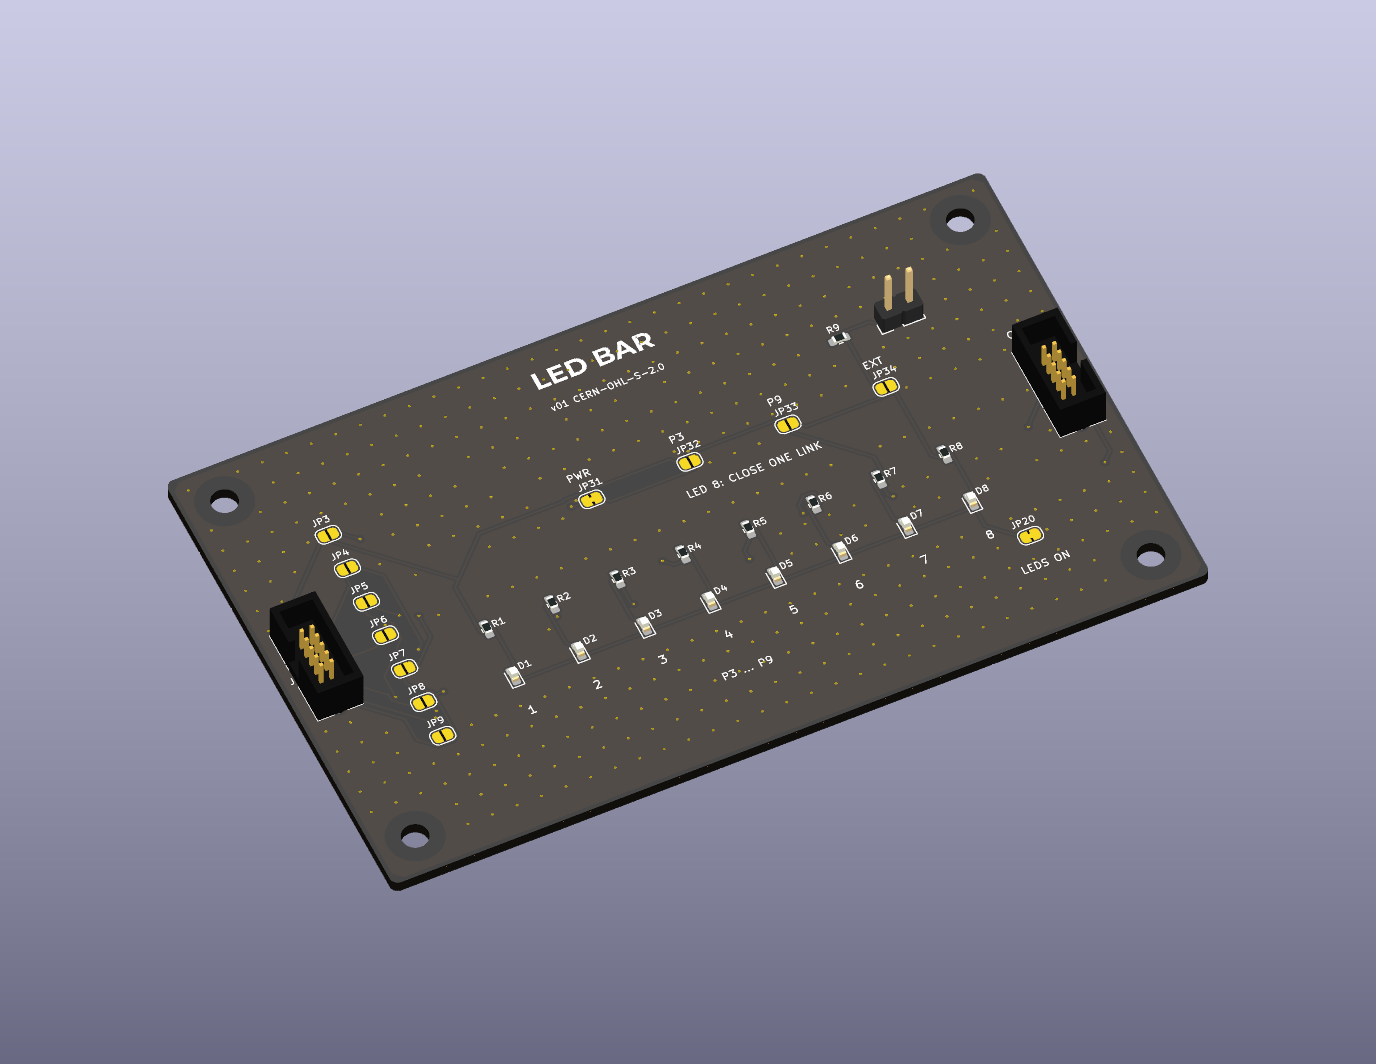 LED BAR
v01 CERN-OHL-S-2.0
R9
EXT
JP34
P9
JP33
P3
JP32
PWR
JP31
LED 8: CLOSE ONE LINK
JP3
JP4
JP5
JP6
JP7
JP8
JP9
R1
R2
R3
R4
R5
R6
R7
R8
D1
D2
D3
D4
D5
D6
D7
D8
1
2
3
4
5
6
7
8
JP20
LEDS ON
P3 ... P9